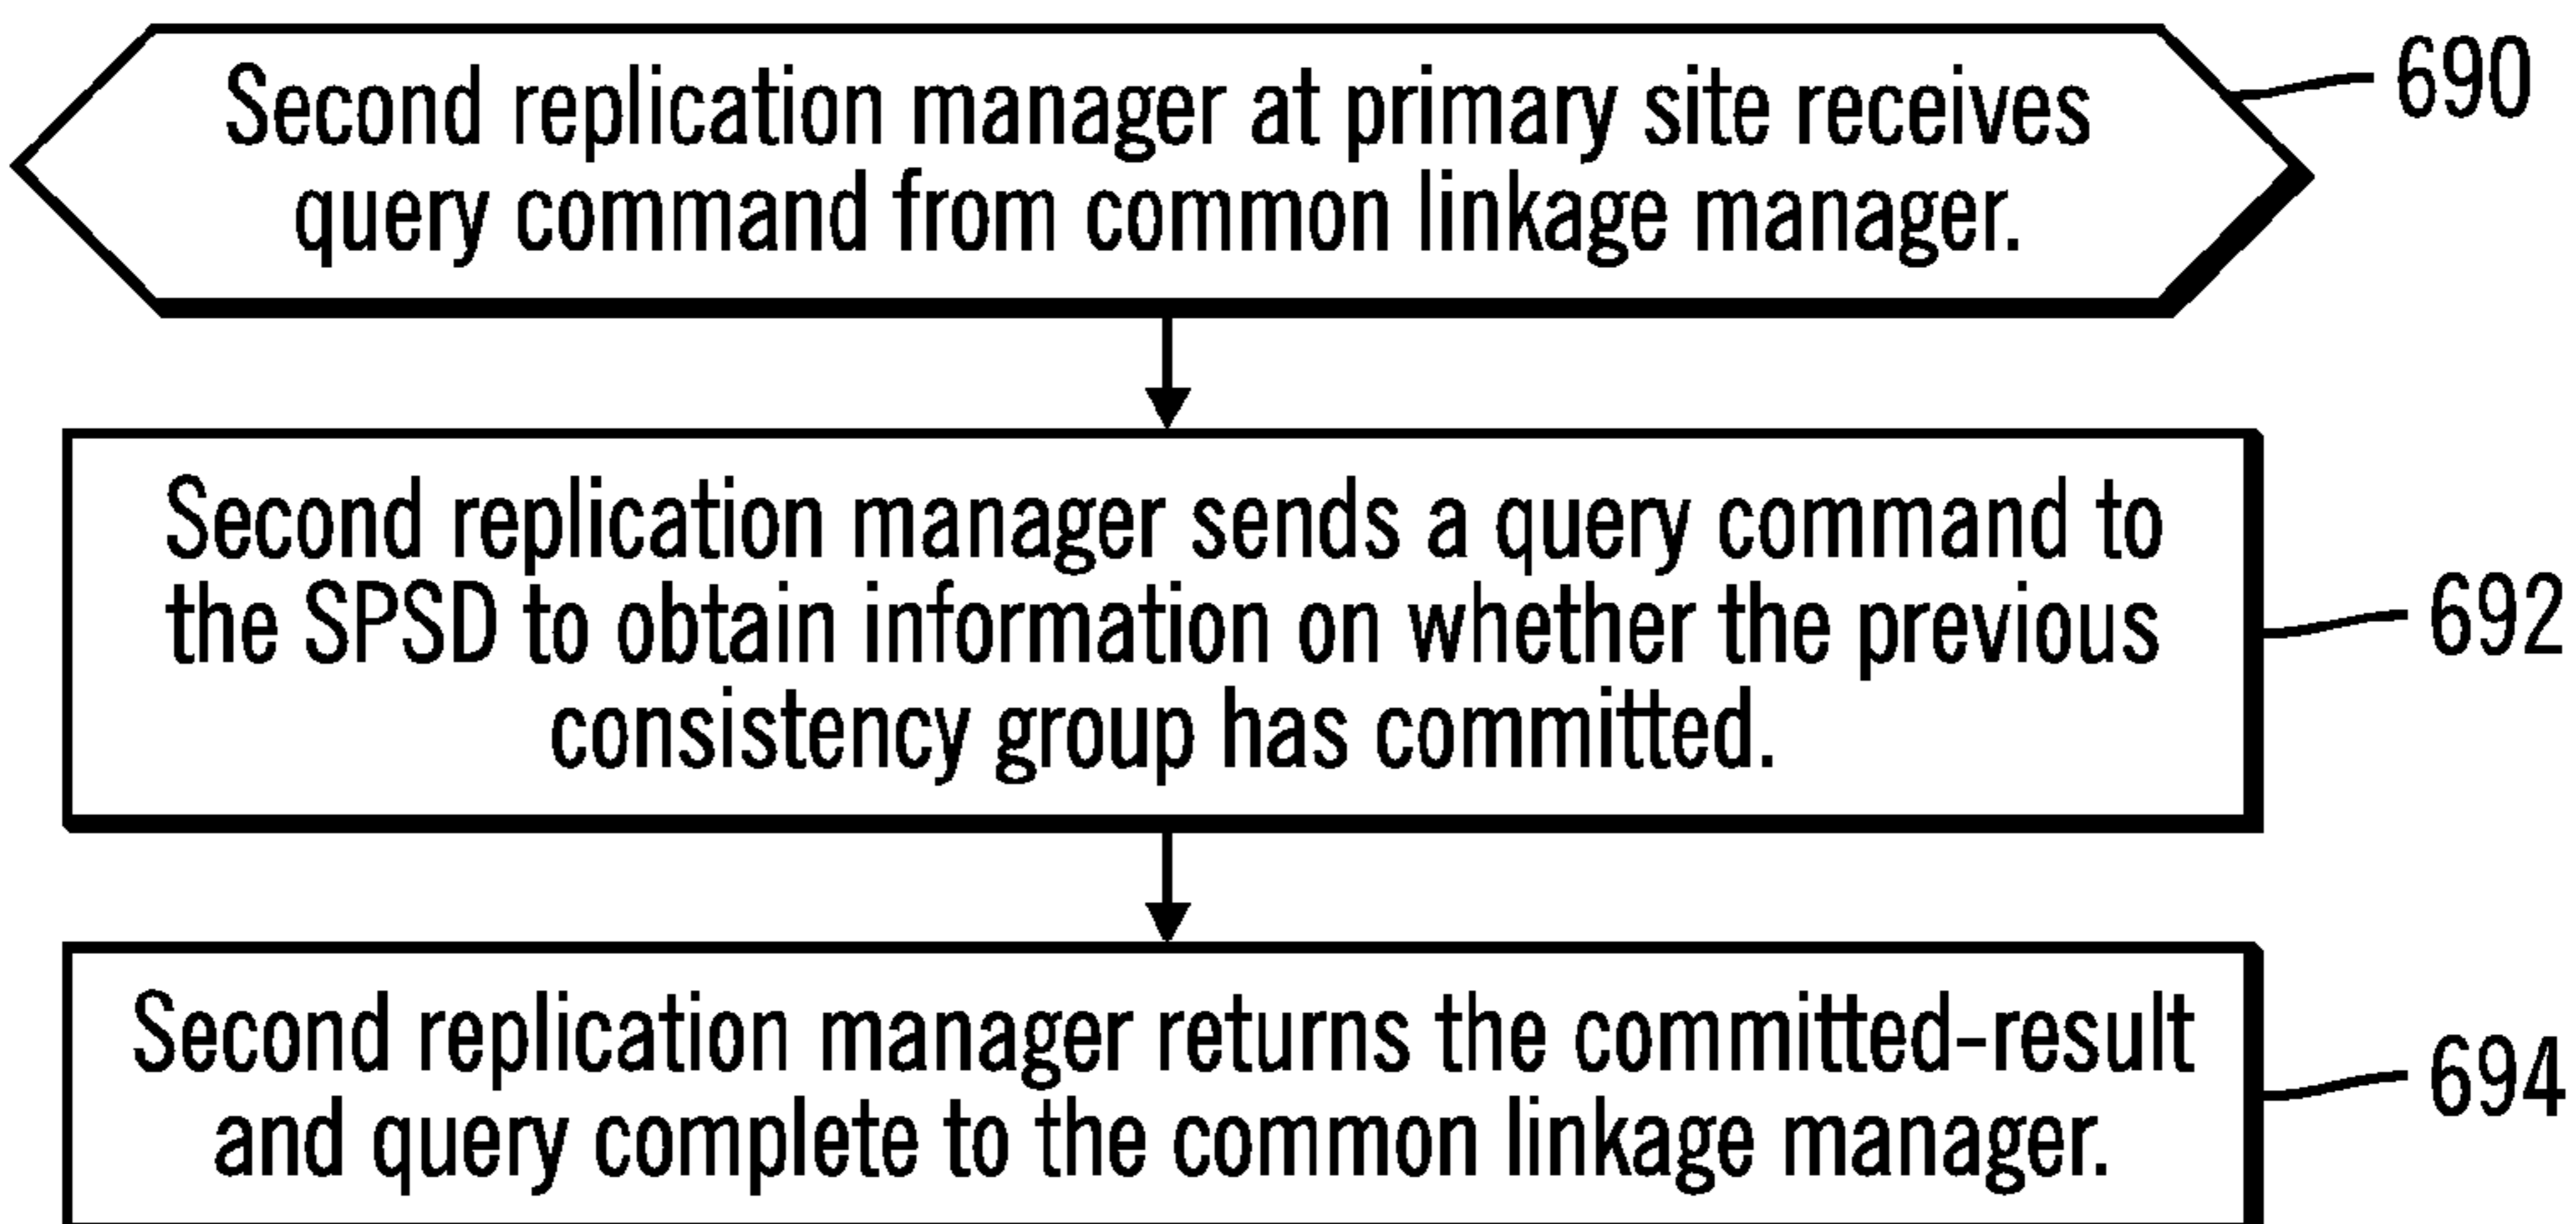 Second replication manager at primary site receives
query command from common linkage manager.
690
Second replication manager sends a query command to
the SPSD to obtain information on whether the previous
consistency group has committed.
692
Second replication manager returns the committed-result
and query complete to the common linkage manager.
694